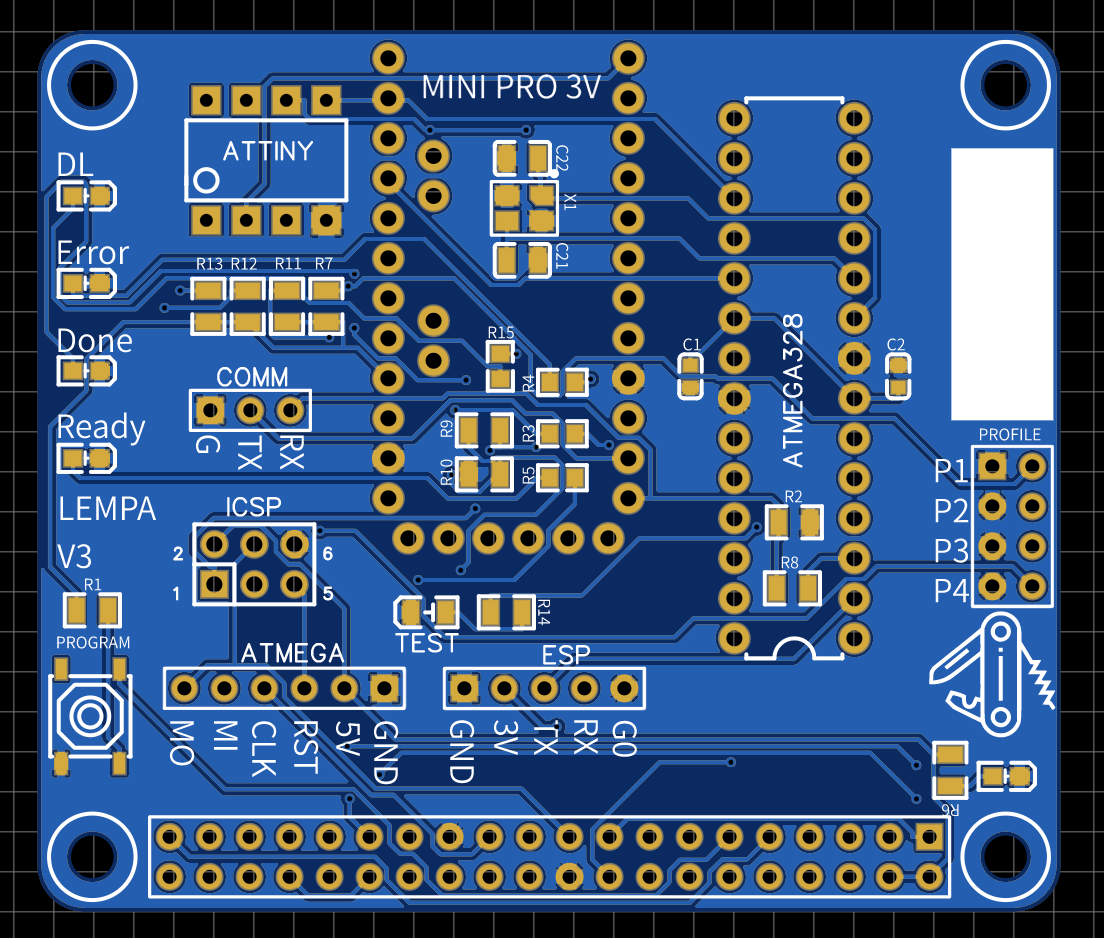 MINI PRO 3V
ATTINY
DL
C22
X1
Error
C21
R13 R12 R11 R7
Done
R15
C1
C2
COMM
R4
ATMEGA328
G
TX
RX
R9
R3
Ready
PROFILE
R10
R5
P1
LEMPA
ICSP
R2
P2
2
6
V3
P3
R1
1
5
R8
P4
PROGRAM
TEST
R14
ATMEGA
ESP
MO
MI
CLK
RST
5V
GND
GND
3V
TX
RX
G0
R6